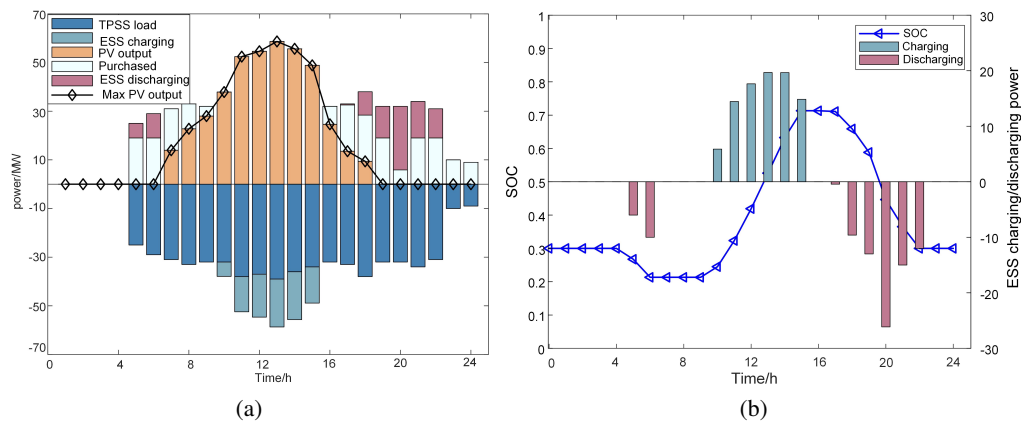 70
50
30
10
-10
-30
-50
-70
power/MW
TPSS load
ESS charging
PV output
Purchased
ESS discharging
Max PV output
4 8 12 16 20 24
Time/h
(a)
1
0.9
0.8
0.7
0.6
0.5
0.4
0.3
0.2
0.1
0
SOC
SOC
Charging
Discharging
30
20
10
0
-10
-20
-30
ESS charging/discharging power
0 4 8 12 16 20 24
Time/h
(b)